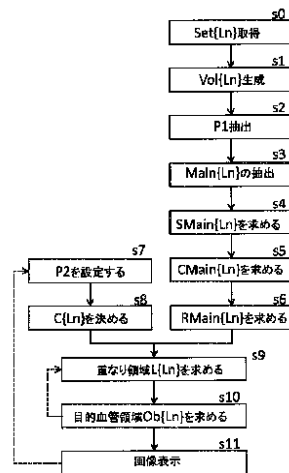 s0
Set{Ln}取得
s1
Vol{Ln}生成
s2
P1抽出
s3
Main{Ln}の抽出
s4
SMain{Ln}を求める
s5
CMain{Ln}を求める
s6
RMain{Ln}を求める
s7
P2を設定する
s8
C{Ln}を決める
s9
重なり領域L{Ln}を求める
s10
目的血管領域Ob{Ln}を求める
s11
画像表示